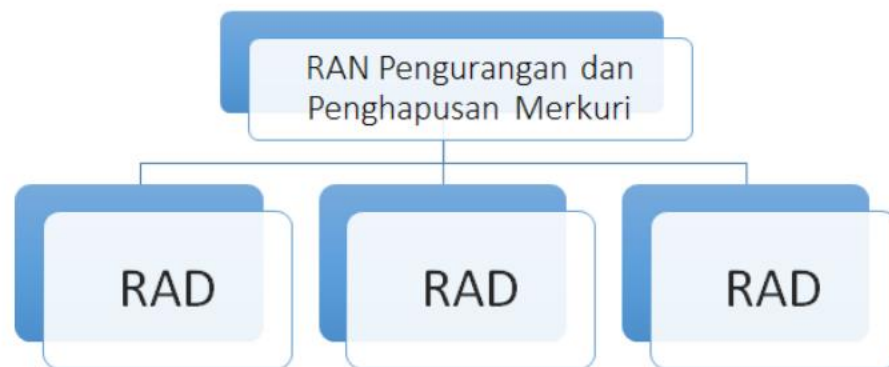 RAN Pengurangan dan
Penghapusan Merkuri
RAD
RAD
RAD